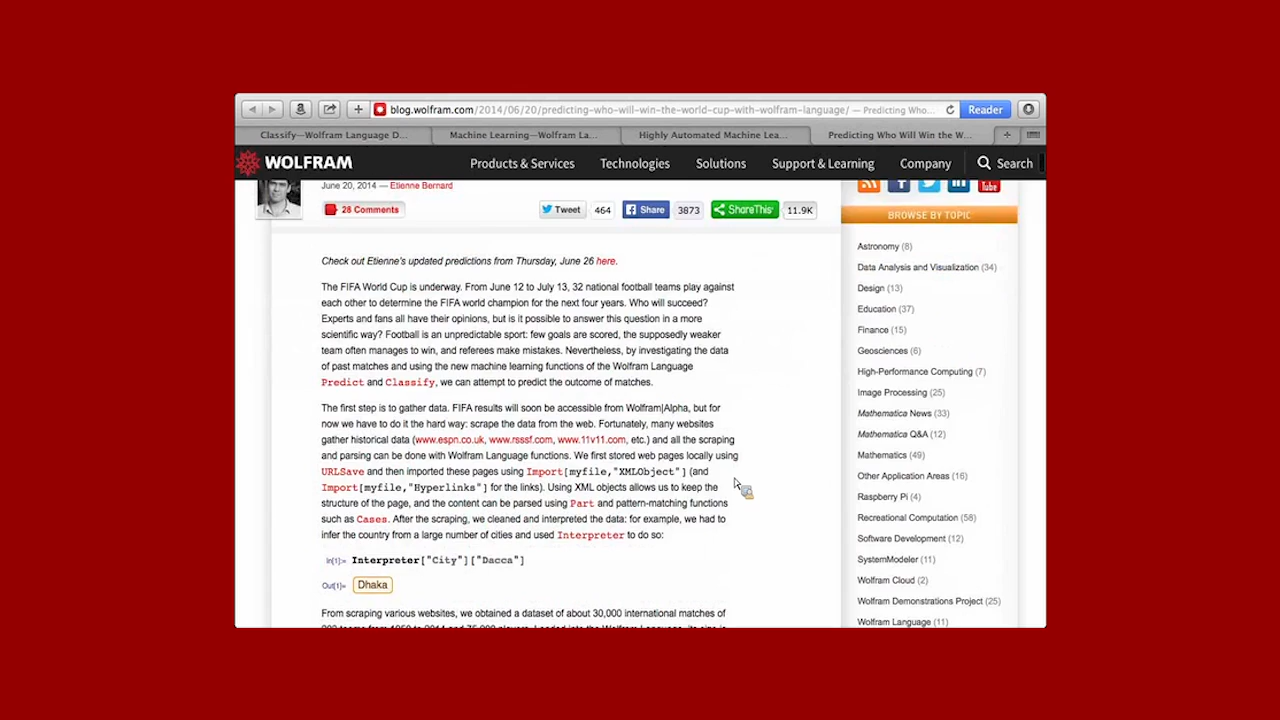 blog.wolfram.com/2014/06/20/predicting-who-will-win-the-world-cup-with-wolfram-language/ — Predicting Who... Reader
Classify—Wolfram Language D... Machine Learning—Wolfram La... Highly Automated Machine Lea... Predicting Who Will Win the W...
WOLFRAM Products & Services Technologies Solutions Support & Learning Company Search
June 20, 2014 — Etienne Bernard
28 Comments Tweet 464 Share 3873 ShareThis 11.9K
Check out Etienne's updated predictions from Thursday, June 26 here.
The FIFA World Cup is underway. From June 12 to July 13, 32 national football teams play against
each other to determine the FIFA world champion for the next four years. Who will succeed?
Experts and fans all have their opinions, but is it possible to answer this question in a more
scientific way? Football is an unpredictable sport: few goals are scored, the supposedly weaker
team often manages to win, and referees make mistakes. Nevertheless, by investigating the data
of past matches and using the new machine learning functions of the Wolfram Language
Predict and Classify, we can attempt to predict the outcome of matches.
The first step is to gather data. FIFA results will soon be accessible from Wolfram|Alpha, but for
now we have to do it the hard way: scrape the data from the web. Fortunately, many websites
gather historical data (www.espn.co.uk, www.rsssf.com, www.11v11.com, etc.) and all the scraping
and parsing can be done with Wolfram Language functions. We first stored web pages locally using
URLSave and then imported these pages using Import[myfile,"XMLObject"] (and
Import[myfile,"Hyperlinks"] for the links). Using XML objects allows us to keep the
structure of the page, and the content can be parsed using Part and pattern-matching functions
such as Cases. After the scraping, we cleaned and interpreted the data: for example, we had to
infer the country from a large number of cities and used Interpreter to do so:
In[1]:= Interpreter["City"]["Dacca"]
Out[1]= Dhaka
From scraping various websites, we obtained a dataset of about 30,000 international matches of
You Tube
BROWSE BY TOPIC
Astronomy (8)
Data Analysis and Visualization (34)
Design (13)
Education (37)
Finance (15)
Geosciences (6)
High-Performance Computing (7)
Image Processing (25)
Mathematica News (33)
Mathematica Q&A (12)
Mathematics (49)
Other Application Areas (16)
Raspberry Pi (4)
Recreational Computation (58)
Software Development (12)
SystemModeler (11)
Wolfram Cloud (2)
Wolfram Demonstrations Project (25)
Wolfram Language (11)